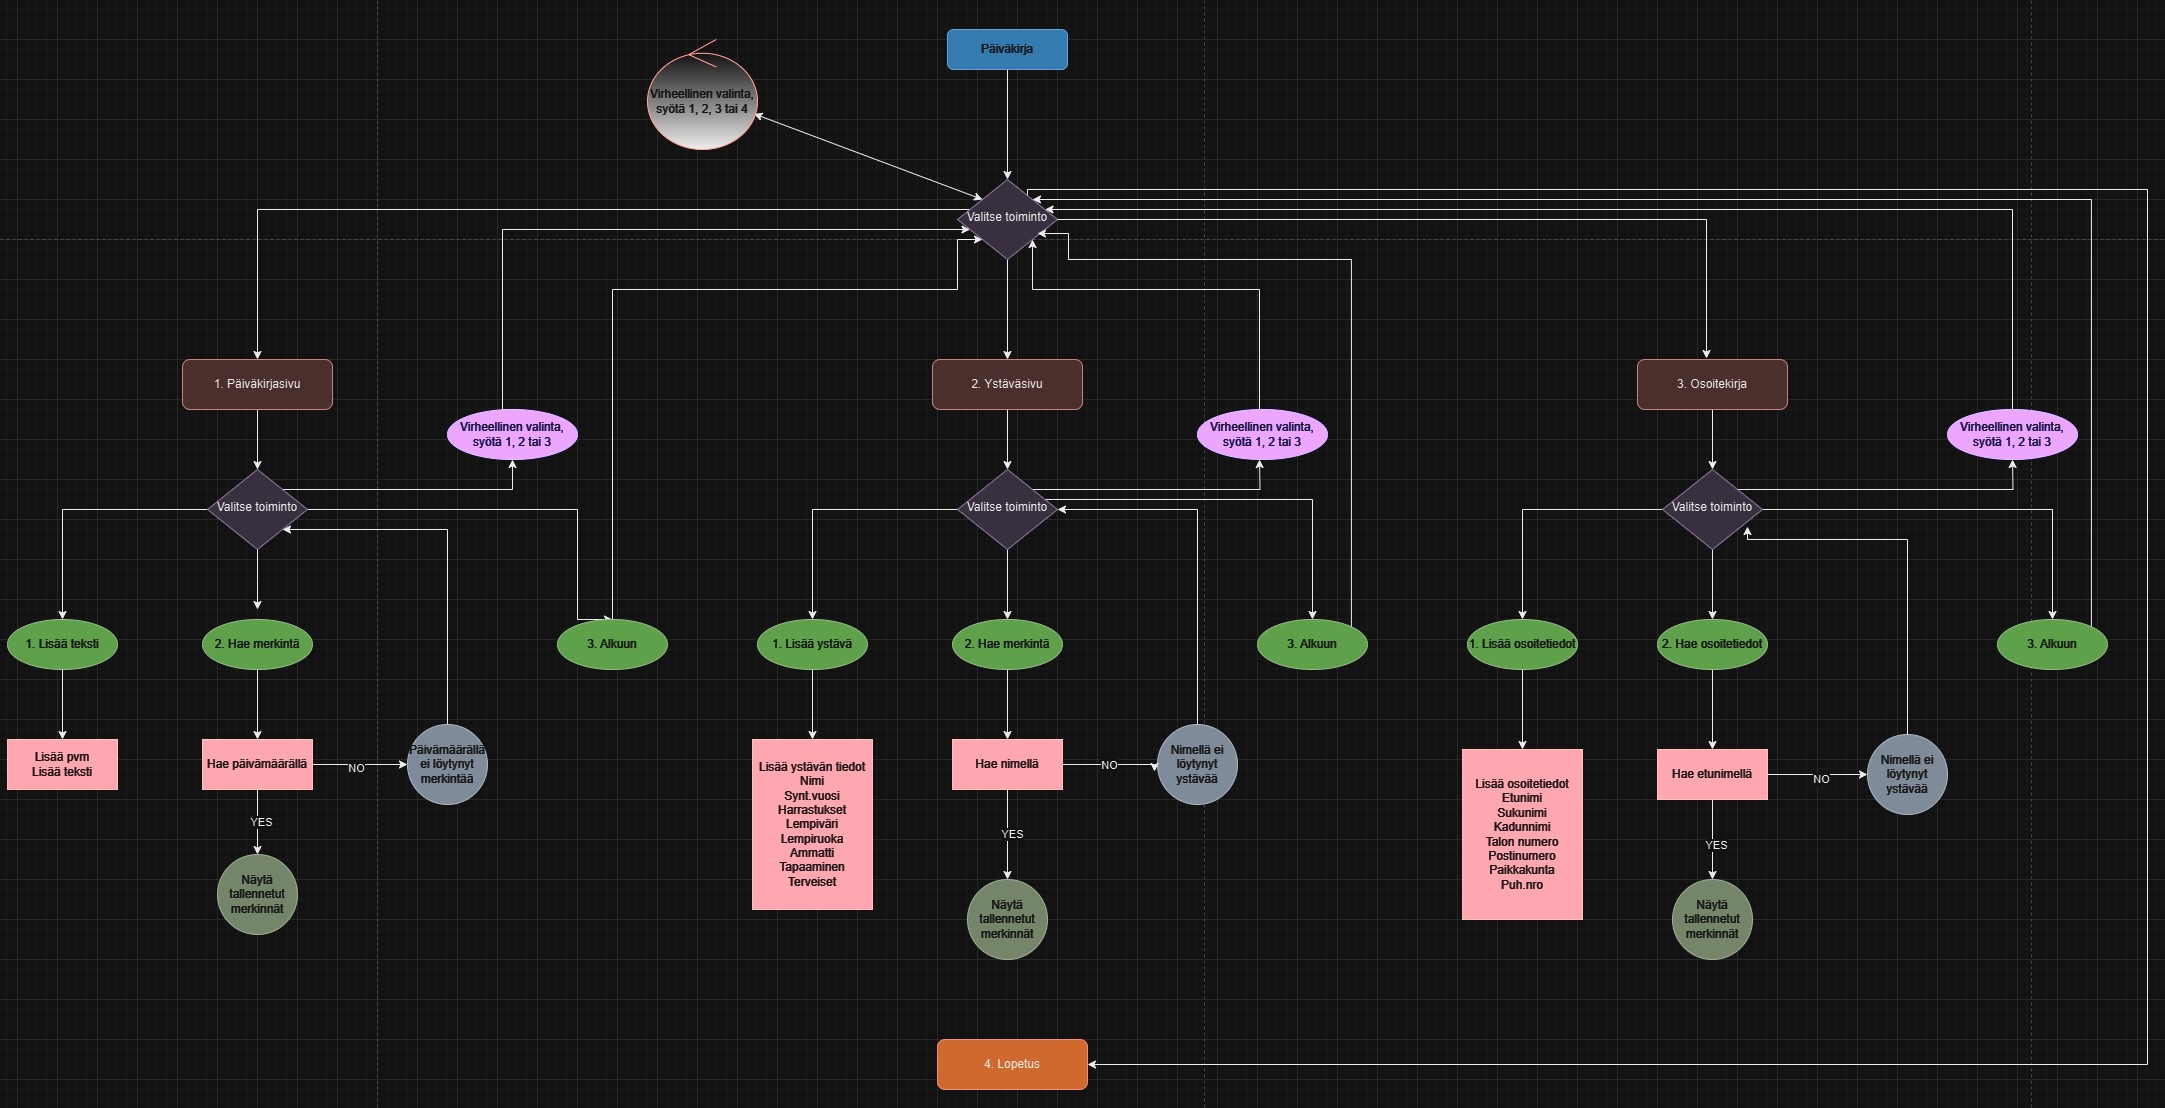 Päiväkirja
Virheellinen valinta,
syötä 1, 2, 3 tai 4
Valitse toiminto
1. Päiväkirjasivu
2. Ystäväsivu
3. Osoitekirja
Virheellinen valinta,
syötä 1, 2 tai 3
Virheellinen valinta,
syötä 1, 2 tai 3
Virheellinen valinta,
syötä 1, 2 tai 3
Valitse toiminto
Valitse toiminto
Valitse toiminto
1. Lisää teksti
2. Hae merkintä
3. Alkuun
1. Lisää ystävä
2. Hae merkintä
3. Alkuun
1. Lisää osoitetiedot
2. Hae osoitetiedot
3. Alkuun
Lisää pvm
Lisää teksti
Hae päivämäärällä
NO
Päivämäärällä
ei löytynyt
merkintää
YES
Näytä
tallennetut
merkinnät
Lisää ystävän tiedot
Nimi
Synt.vuosi
Harrastukset
Lempiväri
Lempiruoka
Ammatti
Tapaaminen
Terveiset
Hae nimellä
NO
Nimellä ei
löytynyt
ystävää
YES
Näytä
tallennetut
merkinnät
Lisää osoitetiedot
Etunimi
Sukunimi
Kadunnimi
Talon numero
Postinumero
Paikkakunta
Puh.nro
Hae etunimellä
NO
Nimellä ei
löytynyt
ystävää
YES
Näytä
tallennetut
merkinnät
4. Lopetus